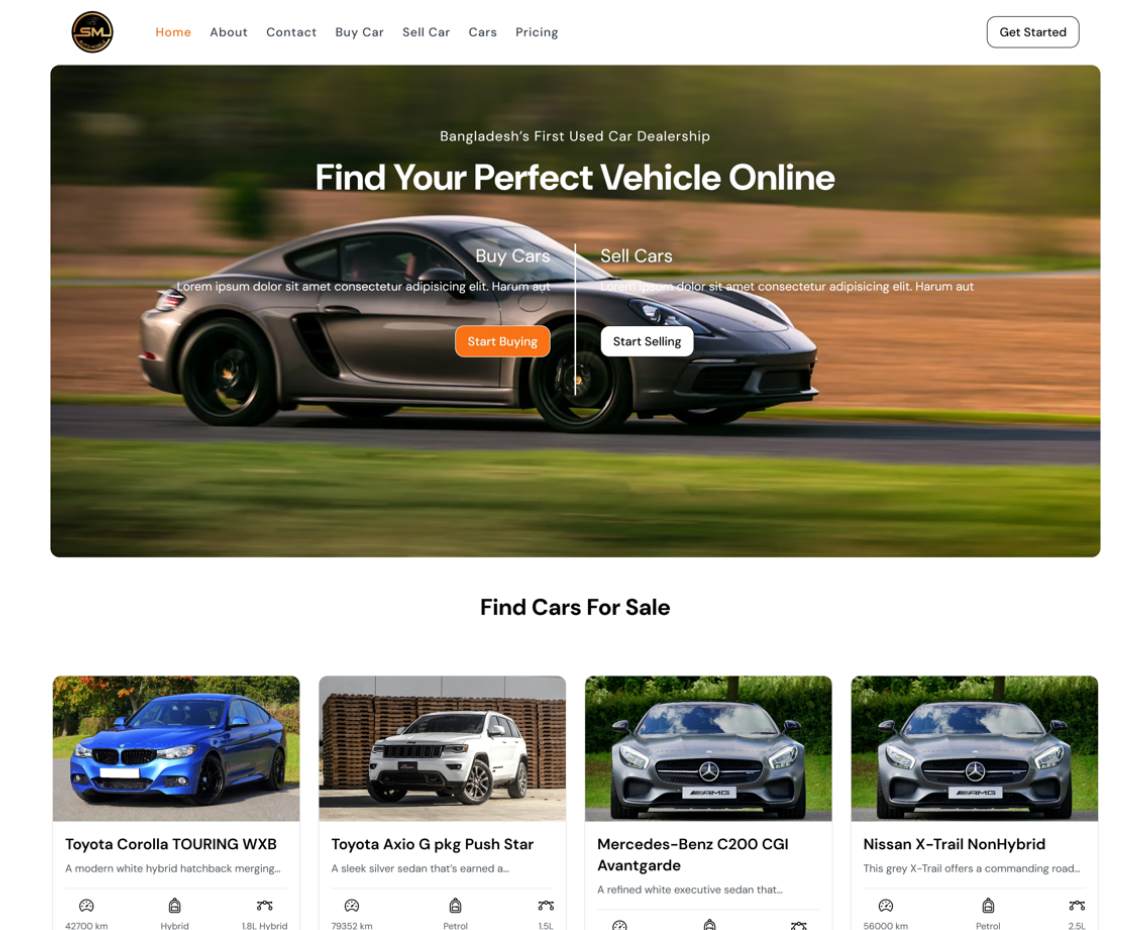 SM
Home About Contact Buy Car Sell Car Cars Pricing Get Started
Bangladesh's First Used Car Dealership
Find Your Perfect Vehicle Online
Buy Cars
Lorem ipsum dolor sit amet consectetur adipisicing elit. Harum aut
Start Buying
Sell Cars
Lorem ipsum dolor sit amet consectetur adipisicing elit. Harum aut
Start Selling
Find Cars For Sale
Toyota Corolla TOURING WXB
A modern white hybrid hatchback merging...
42700 km Hybrid 1.8L Hybrid
Toyota Axio G pkg Push Star
A sleek silver sedan that's earned a...
79352 km Petrol 1.5L
AMG
Mercedes-Benz C200 CGI
Avantgarde
A refined white executive sedan that...
AMG
Nissan X-Trail NonHybrid
This grey X-Trail offers a commanding road...
56000 km Petrol 2.5L